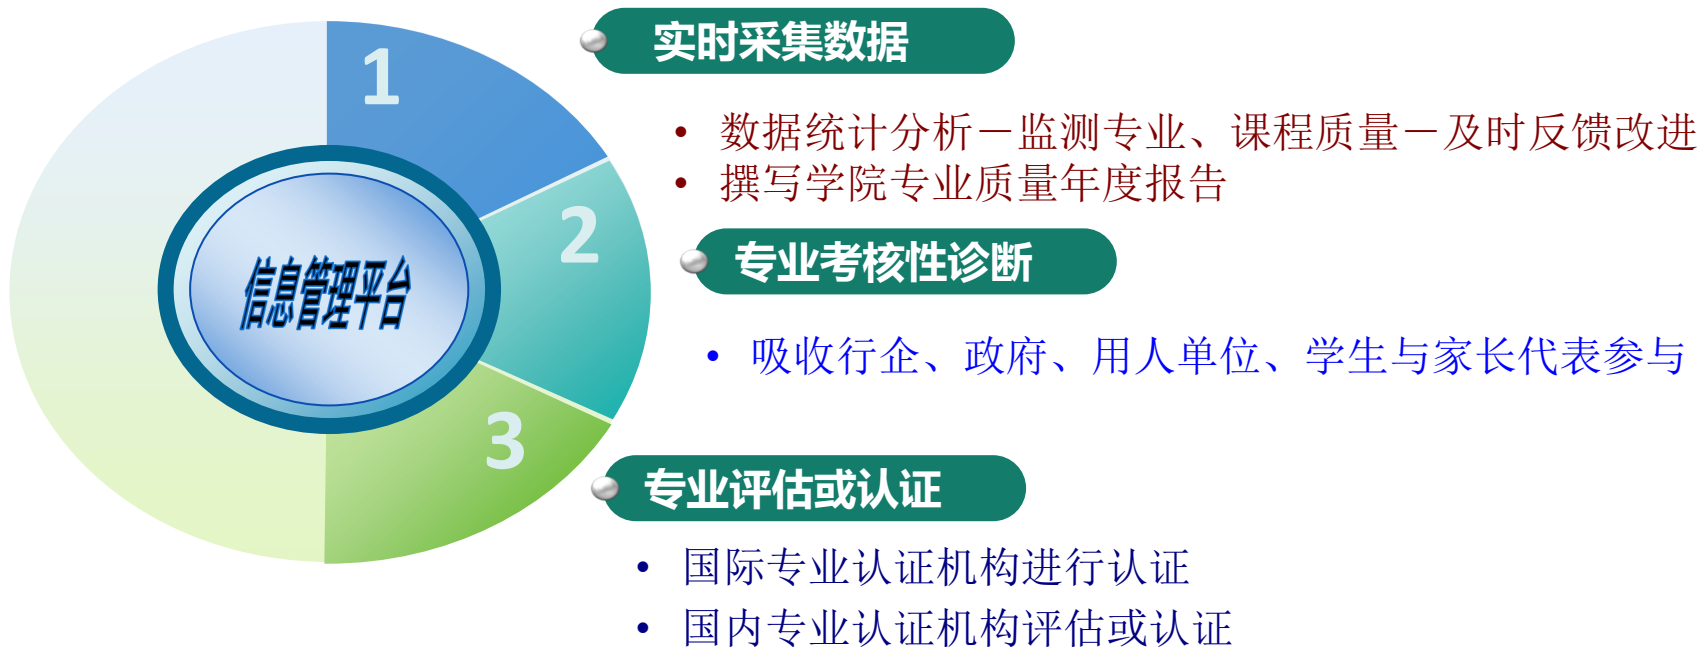 1
实时采集数据
• 数据统计分析－监测专业、课程质量－及时反馈改进
• 撰写学院专业质量年度报告
2
专业考核性诊断
信息管理平台
• 吸收行企、政府、用人单位、学生与家长代表参与
3
专业评估或认证
• 国际专业认证机构进行认证
• 国内专业认证机构评估或认证